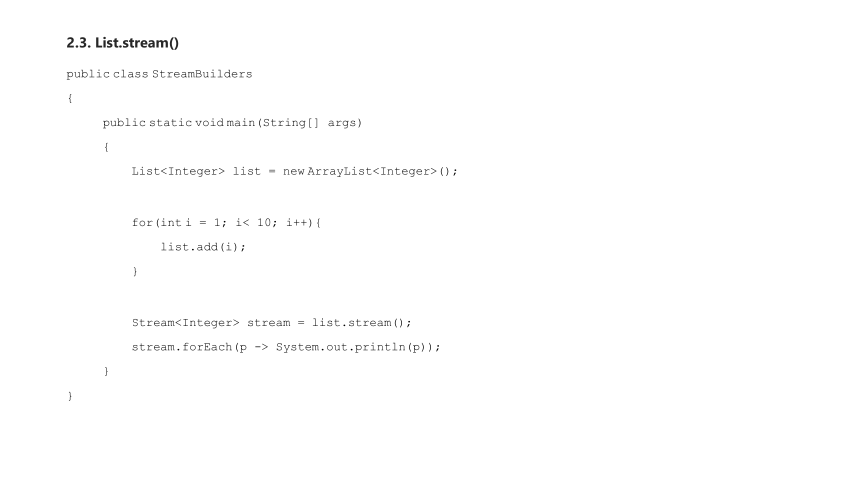 2.3. List.stream()
public class StreamBuilders
{
public static void main(String[] args)
{
List<Integer> list = new ArrayList<Integer>();
for(int i = 1; i< 10; i++){
list.add(i);
}
Stream<Integer> stream = list.stream();
stream.forEach(p -> System.out.println(p));
}
}